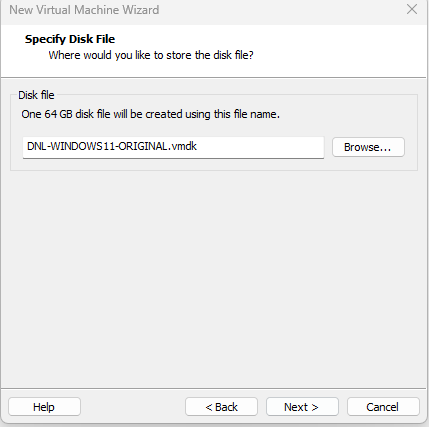 New Virtual Machine Wizard
Specify Disk File
Where would you like to store the disk file?
Disk file
One 64 GB disk file will be created using this file name.
DNL-WINDOWS11-ORIGINAL.vmdk
Browse...
Help
< Back
Next >
Cancel